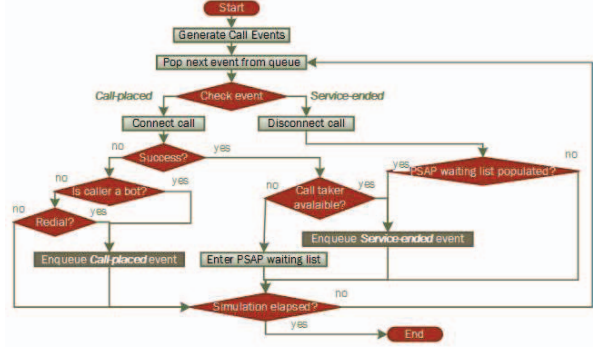 Start
Generate Call Events
Pop next event from queue
Call-placed
Check event
Service-ended
Connect call
Disconnect call
no
Success?
yes
no
Is caller a bot?
yes
no
Call taker
avalaible?
yes
yes
PSAP waiting list populated?
no
no
Redial?
yes
Enqueue Call-placed event
Enter PSAP waiting list
Enqueue Service-ended event
Simulation elapsed?
no
yes
End